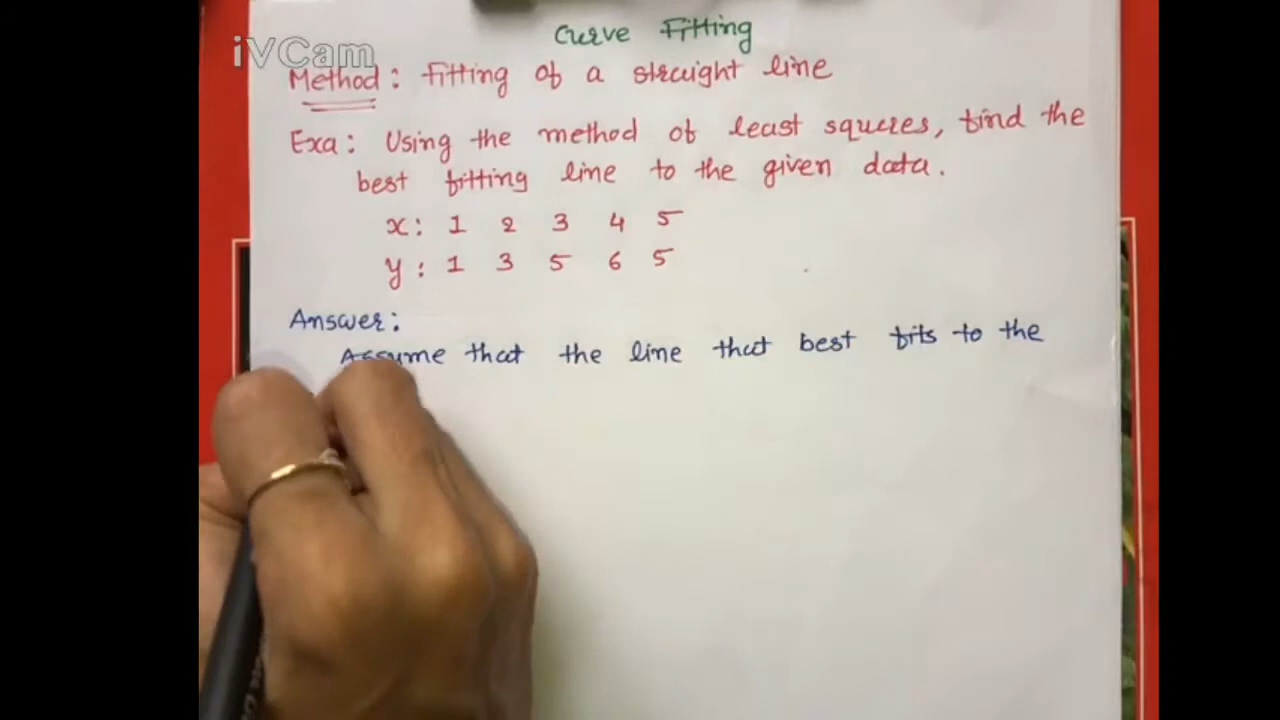 Curve Fitting
iVCam
Method: Fitting of a straight line
Exa: Using the method of least squeres, find the
best fitting line to the given data.
x: 1 2 3 4 5
y: 1 3 5 6 5
Answer:
Assume that the line that best fits to the